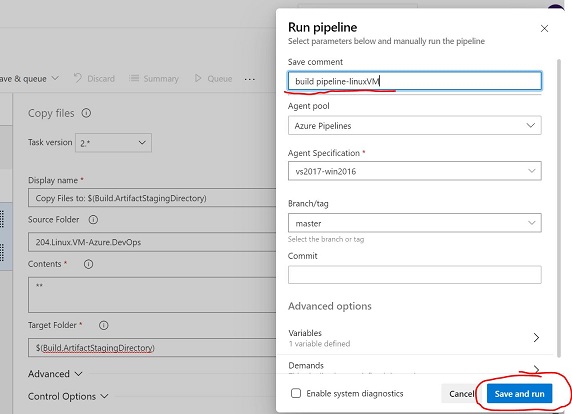 ave & queue
Discard
Summary
Queue
...
Copy files
Task version
2.*
Display name *
Copy Files to: $(Build.ArtifactStagingDirectory)
Source Folder
204.Linux.VM-Azure.DevOps
Contents *
**
Target Folder *
$(Build.ArtifactStagingDirectory)
Advanced
Control Options
Run pipeline
Select parameters below and manually run the pipeline
Save comment
build pipeline-linuxVM
Agent pool
Azure Pipelines
Agent Specification *
vs2017-win2016
Branch/tag
master
Select the branch or tag
Commit
Advanced options
Variables
1 variable defined
Demands
Enable system diagnostics
Cancel
Save and run